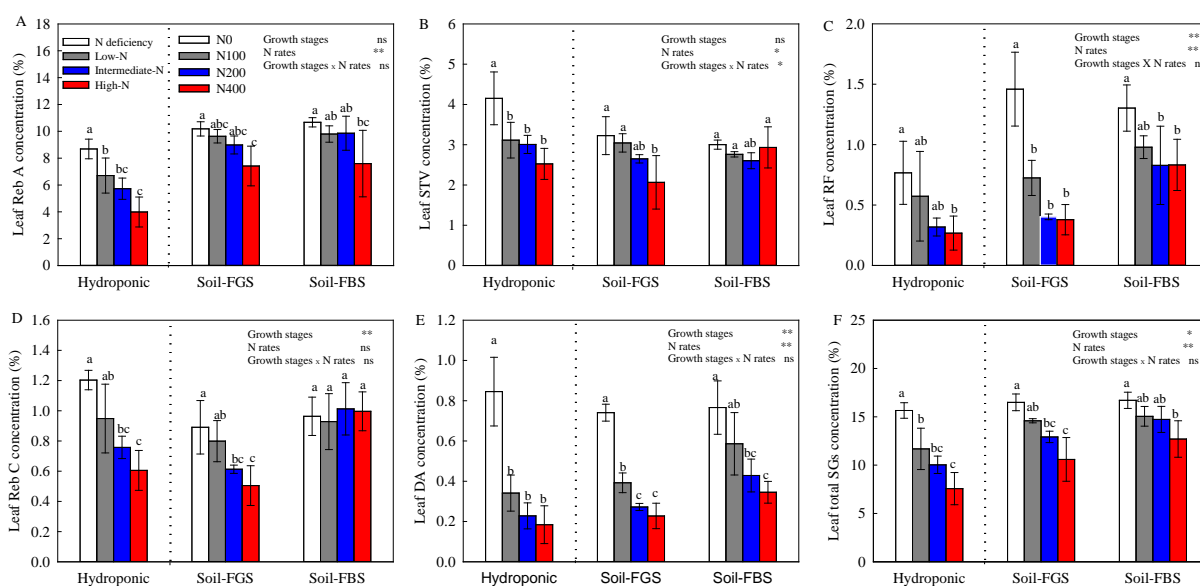 A
Leaf Reb A concentration (%)
18
16
14
12
10
8
6
4
2
0
N deficiency
Low-N
Intermediate-N
High-N
N0
N100
N200
N400
Growth stages ns
N rates **
Growth stages x N rates ns
a b bc c
a abc abc c
a ab ab bc
Hydroponic Soil-FGS Soil-FBS
B
Leaf STV concentration (%)
6
5
4
3
2
1
0
Growth stages ns
N rates *
Growth stages x N rates *
a b b b
a a ab b
a a ab a
Hydroponic Soil-FGS Soil-FBS
C
Leaf RF concentration (%)
2.0
1.5
1.0
0.5
0.0
Growth stages **
N rates **
Growth stages X N rates n
a a ab b
a b b b
a ab b b
Hydroponic Soil-FGS Soil-FBS
D
Leaf Reb C concentration (%)
1.6
1.4
1.2
1.0
0.8
0.6
0.4
0.2
0.0
Growth stages **
N rates ns
Growth stages x N rates ns
a ab bc c
a ab bc c
a a a a
Hydroponic Soil-FGS Soil-FBS
E
Leaf DA concentration (%)
1.2
1.0
0.8
0.6
0.4
0.2
0.0
Growth stages **
N rates **
Growth stages x N rates ns
a b b b
a b c c
a ab bc c
Hydroponic Soil-FGS Soil-FBS
F
Leaf total SGs concentration (%)
25
20
15
10
5
0
Growth stages *
N rates **
Growth stages x N rates ns
a b bc c
a ab bc c
a ab ab b
Hydroponic Soil-FGS Soil-FBS